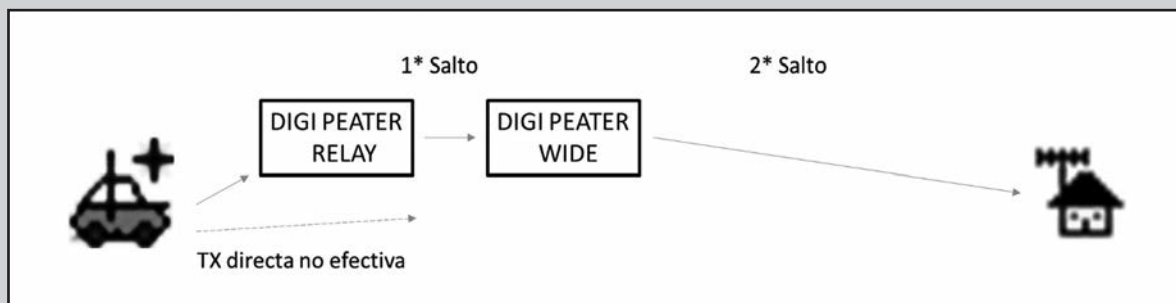 1* Salto
2* Salto
DIGI PEATER
RELAY
DIGI PEATER
WIDE
TX directa no efectiva